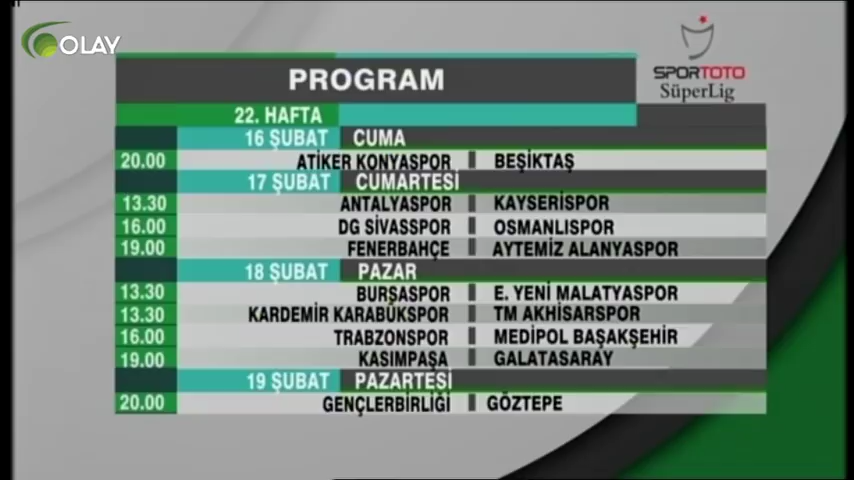 OLAY
SPORTOTO
SüperLig
PROGRAM
22. HAFTA
16 ŞUBAT CUMA
20.00 ATİKER KONYASPOR BEŞİKTAŞ
17 ŞUBAT CUMARTESİ
13.30 ANTALYASPOR KAYSERİSPOR
16.00 DG SİVASSPOR OSMANLISPOR
19.00 FENERBAHÇE AYTEMİZ ALANYASPOR
18 ŞUBAT PAZAR
13.30 BURSASPOR E. YENİ MALATYASPOR
13.30 KARDEMİR KARABÜKSPOR TM AKHİSARSPOR
16.00 TRABZONSPOR MEDİPOL BAŞAKŞEHİR
19.00 KASIMPAŞA GALATASARAY
19 ŞUBAT PAZARTESİ
20.00 GENÇLERBİRLİĞİ GÖZTEPE